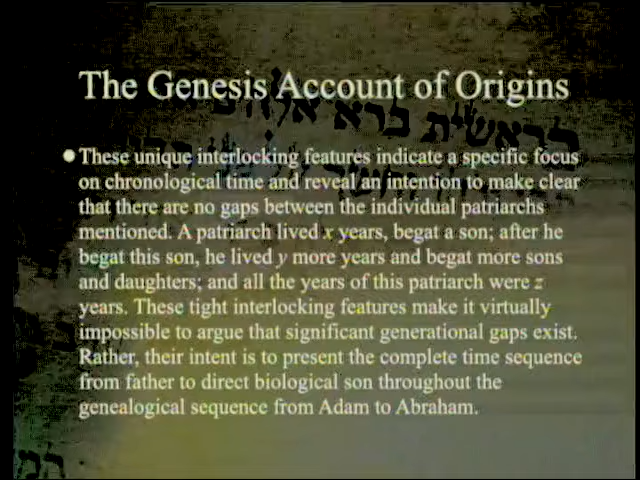 The Genesis Account of Origins
בראשית ברא אלהים
These unique interlocking features indicate a specific focus
on chronological time and reveal an intention to make clear
that there are no gaps between the individual patriarchs
mentioned. A patriarch lived x years, begat a son; after he
begat this son, he lived y more years and begat more sons
and daughters; and all the years of this patriarch were z
years. These tight interlocking features make it virtually
impossible to argue that significant generational gaps exist.
Rather, their intent is to present the complete time sequence
from father to direct biological son throughout the
genealogical sequence from Adam to Abraham.